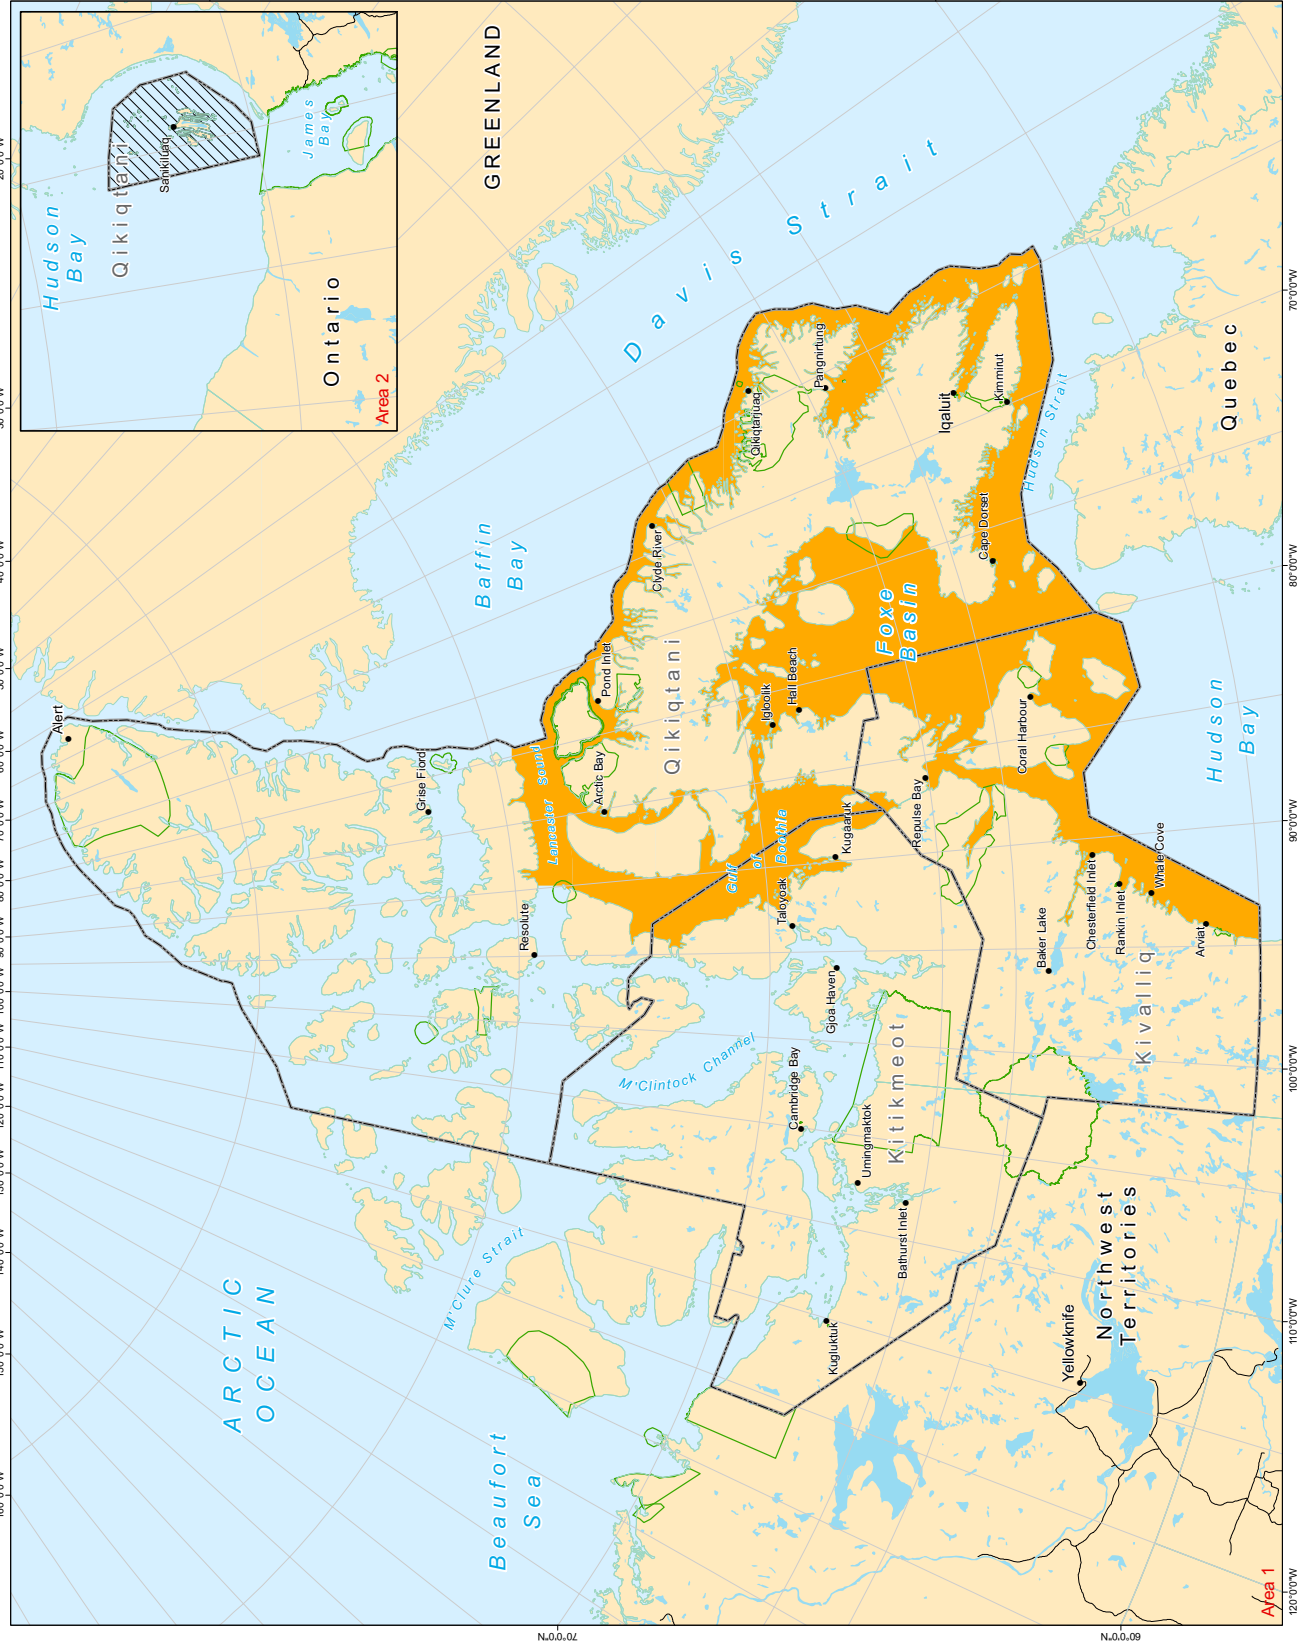 Hudson
Bay
Alert
Qikiqtani
Sanikiluaq
ARCTIC
OCEAN
James
Bay
Ontario
Area 2
Grise Fiord
M'Clure Strait
Baffin
Bay
GREENLAND
Beaufort
Sea
Resolute
Lancaster Sound
70°0'0"N
Arctic Bay
Pond Inlet
Clyde River
Davis Strait
Qikiqtani
M'Clintock Channel
Gulf
of
Boothia
Qikiqtarjuaq
Igloolik
Taloyoak
Hall Beach
Cambridge Bay
Pangnirtung
Gjoa Haven
Kugluktuk
Kugaaruk
Umingmaktok
Foxe
Basin
Kitikmeot
Bathurst Inlet
Repulse Bay
Iqaluit
Cape Dorset
Kimmirut
Coral Harbour
Hudson Strait
Baker Lake
Yellowknife
Chesterfield Inlet
Northwest
Territories
Rankin Inlet
60°0'0"N
Kivalliq
Whale Cove
Arviat
Hudson
Bay
Quebec
Area 1
120°0'0"W
110°0'0"W
100°0'0"W
90°0'0"W
80°0'0"W
70°0'0"W